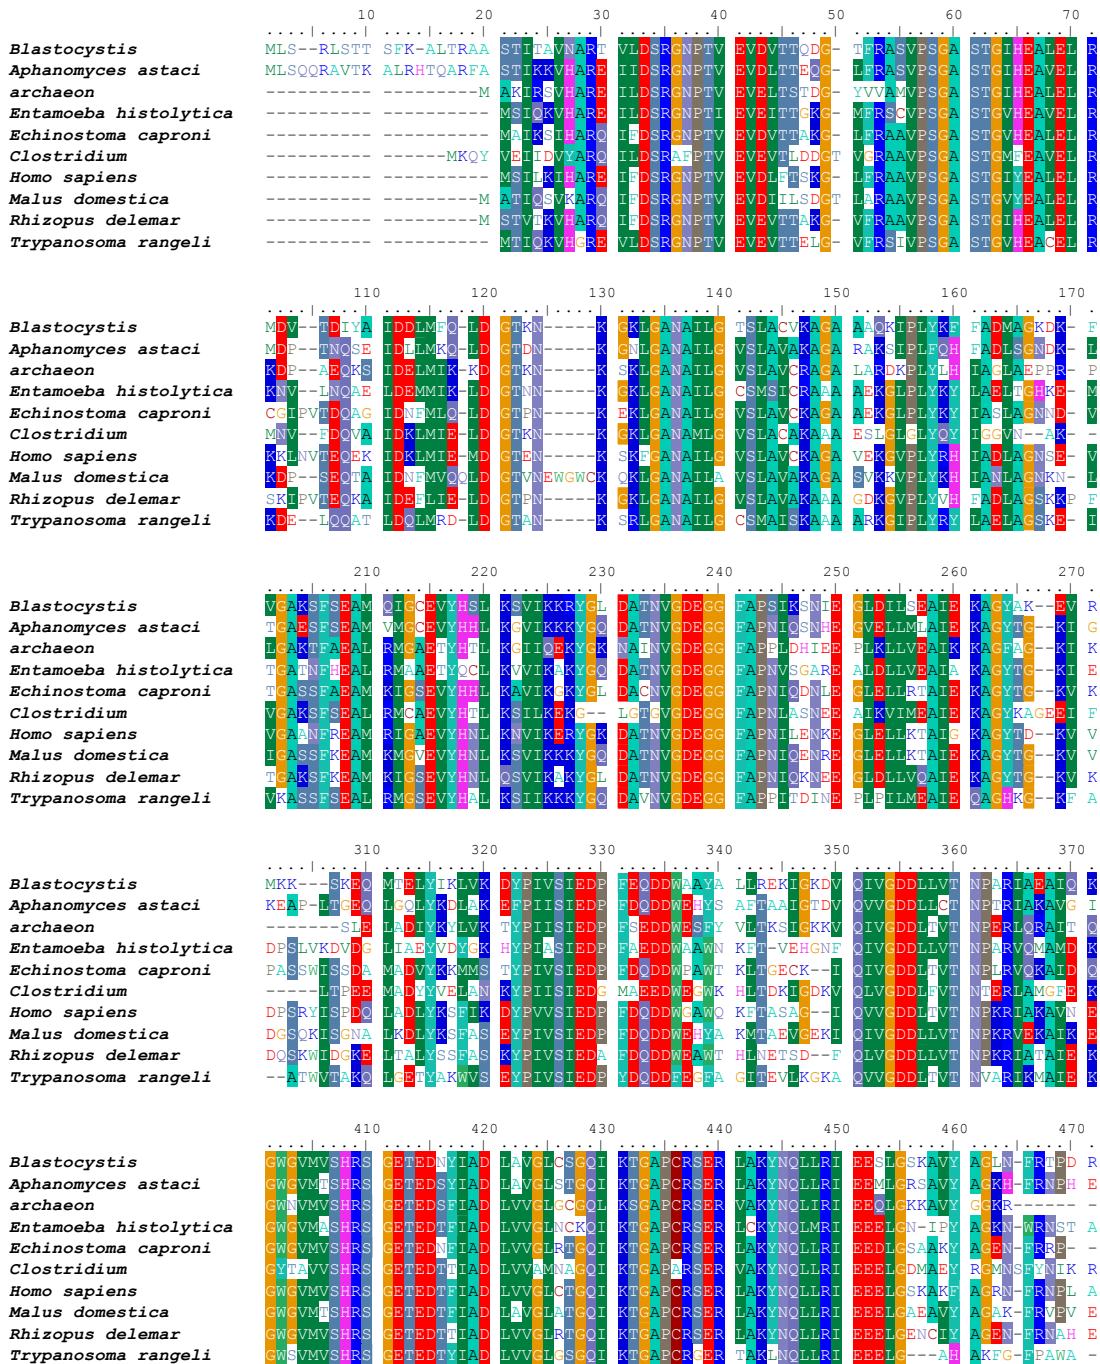 10 20 30 40 50 60 70
Blastocystis MLS--RLSTT SFK-ALTRAA STITAVNART VLDSRGNPTV EVDVTTQDG- TFRASVPSGA STGIHEALEL R
Aphanomyces astaci MLSQQRAVTK ALRHTQARFA STIKKVHARE IIDSRGNPTV EVDLTTEQG- LFRASVPSGA STGIHEAVEL R
archaeon ---------- ---------M AKIRSVHARE ILDSRGNPTV EVELTSTDG- YVVAMVPSGA STGIHEALEL R
Entamoeba histolytica ---------- ---------- MSIQKVHARE ILDSRGNPTI EVEITTGKG- MFRSCVPSGA STGVHEAVEL R
Echinostoma caproni ---------- ---------- MAIKSIHARQ IFDSRGNPTV EVDVTTAKG- LFRAAVPSGA STGVHEALEL R
Clostridium ---------- ------MKQY VEIIDVYARQ ILDSRAFPTV EVEVTLDDGT VGRAAVPSGA STGMFEAVEL R
Homo sapiens ---------- ---------- MSILKIHARE IFDSRGNPTV EVDLFTSKG- LFRAAVPSGA STGIYEALEL R
Malus domestica ---------- ---------M ATIQSVKARQ IFDSRGNPTV EVDIILSDGT LARAAVPSGA STGIYEALEL R
Rhizopus delemar ---------- ---------M STVTKVHARQ IFDSRGNPTV EVEVTTAKG- VFRAAVPSGA STGIHEALEL R
Trypanosoma rangeli ---------- ---------- MTIQKVHGRE VLDSRGNPTV EVEVTTELG- VFRSIVPSGA STGVHEACEL R
110 120 130 140 150 160 170
Blastocystis MDV--TDIYA IDDLMFQ-LD GTKN-----K GKLGANAILG TSLACVKAGA AAQKIPLYKF FADMAGKDK- F
Aphanomyces astaci MDP--TNQSE IDLLMKQ-LD GTDN-----K GNLGANAILG VSLAVAKAGA RAKSIPLFQH FADLSGNDK- L
archaeon KDP--AEQKS IDELMIK-KD GTKN-----K SKLGANAILG VSLAVCRAGA LARDKPLYLH IAGLAEPPR- P
Entamoeba histolytica KNV--LNQAE LDEMMIK-LD GTNN-----K GKLGANAILG CSMSICRAAA AEKGLPLYKY LAELTGHKE- M
Echinostoma caproni CGIPVTDQAG IDNFMLQ-LD GTPN-----K EKLGANAILG VSLAVCKAGA AEKGLPLYKY IASLAGNND- V
Clostridium MNV--FDQVA IDKLMIE-LD GTKN-----K GKLGANAMLG VSLACAKAAA ESLGLGLYQY IGGVN--AK- -
Homo sapiens KKLNVTEQEK IDKLMIE-MD GTEN-----K SKFGANAILG VSLAVCKAGA VEKGVPLYRH IADLAGNSE- V
Malus domestica KDP--SEQTA IDNFMVQQLD GTVNEWGWCK QKLGANAILA VSLAVAKAGA SVKKVPLYKH IANLAGNKN- L
Rhizopus delemar SKIPVTEQKA IDEFLIE-LD GTPN-----K GKLGANAILG VSLAVAKAAA GDKGVPLYVH FADLAGSKKP F
Trypanosoma rangeli KDE--LQQAT LDQLMRD-LD GTAN-----K SRLGANAILG CSMAISKAAA ARKGIPLYRY LAELAGSKE- I
210 220 230 240 250 260 270
Blastocystis VGAKSFSEAM QIGCEVYHSL KSVIKKRYGL DATNVGDEGG FAPSIKSNIE GLDILSEAIE KAGYAK--EV R
Aphanomyces astaci TGAESFSEAM VMGCEVYHHL KGVIKKKYGQ DATNVGDEGG FAPNIQSNHE GVELLMLAIE KAGYTG--KI G
archaeon LGAKTFAEAL RMGAETYHTL KGIIQEKYGK NAINVGDEGG FAPPLDHIEE PLKLLVEAIK KAGFAG--KI K
Entamoeba histolytica TGATNFHEAL RMAAETYQCL KVVIKAKYGQ DATNVGDEGG FAPNVSGARE ALDLLVEAIA KAGYTG--KI E
Echinostoma caproni TGASSFAEAM KIGSEVYHHL KAVIKGKYGL DACNVGDEGG FAPNIQDNLE GLELLRTAIE KAGYTG--KV K
Clostridium VGAKSFSEAL RMCAEVYHTL KSILKEKG-- LGTGVGDEGG FAPNLASNEE AIKVIMEAIE KAGYKAGEEI F
Homo sapiens VGAANFREAM RIGAEVYHNL KNVIKERYGK DATNVGDEGG FAPNILENKE GLELLKTAIG KAGYTD--KV V
Malus domestica IGASSFKEAM KMGVEVYHNL KSVIKKKYGQ DATNVGDEGG FAPNIQENRE GLELLKTAIE KAGYTG--KV V
Rhizopus delemar TGAKSFKEAM KIGSEVYHNL QSVIKAKYGL DATNVGDEGG FAPNIQKNEE GLDLLVQAIE KAGYTG--KV K
Trypanosoma rangeli VKASSFSEAL RMGSEVYHAL KSIIKKKYGQ DAVNVGDEGG FAPPITDINE PLPILMEAIE QAGHKG--KF A
310 320 330 340 350 360 370
Blastocystis MKK---SKEQ MTELYIKLVK DYPIVSIEDP FEQDDWAAYA LLREKIGKDV QIVGDDLLVT NPARIAEAIQ K
Aphanomyces astaci KEAP-LTGEQ LGQLYKDLAK EFPIISIEDP FDQDDWEHYS AFTAAIGTDV QVVGDDLLCT NPTRIAKAVG I
archaeon -------SLE LADIYKYLVK TYPIVSIEDP FSEDDWESFY VLTKSIGKKV QIVGDDLLVT NPERLQRAIT Q
Entamoeba histolytica DPSLVKDVDG LIAEYVDYGK HYPIASIEDP FAEDDWAAWN KFT-VEHGNF QIVGDDLLVT NPARVQMAMD K
Echinostoma caproni PASSWISSDA MADVYKKMMS TYPIVSIEDP FDQDDWPAWT KLTGECK--I QIVGDDLTVT NPLRVQKAID Q
Clostridium -----LTPEE MADYYVELAN KYPIISIEDG MAEEDWEGWK HLTDKIGDKV QLVGDDLFVT NTERLAMGFE K
Homo sapiens DPSRYISPDQ LADLYKSFIK DYPVVSIEDP FDQDDWGAWQ KFTASAG--I QVVGDDLTVT NPKRIAKAVN E
Malus domestica DGSQKISGNA LKDLYKSFAS EYPIVSIEDP FDQDDWEHYA KMTAEVGEKI QIVGDDLLVT NPKRVEKAIK E
Rhizopus delemar DQSKWIDGKE LTALYSSFAS KYPIVSIEDA FDQDDWEAWT HLNETSD--F QLVGDDLLVT NPKRIATAIE K
Trypanosoma rangeli --ATWVTAKQ LGETYAKWVS EYPIVSIEDP YDQDDFEGFA GITEVLKGKA QVVGDDLTVT NVARIKMAIE K
410 420 430 440 450 460 470
Blastocystis GWGVMVSHRS GETEDNYIAD LAVGLCSGQI KTGAPCRSER LAKYNQLLRI EESLGSKAVY AGLN-FRTPD R
Aphanomyces astaci GWGVMTSHRS GETEDSYIAD LAVGLSTGQI KTGAPCRSER LAKYNQLLRI EEMLGRSAVY AGKH-FRNPH E
archaeon GWNVMVSHRS GETEDSFIAD LVVGLGCGQL KSGAPCRSER LAKYNQLLRI EEQLGKKAVY GGKR------ -
Entamoeba histolytica GWGVMASHRS GETEDTFIAD LVVGLNCKQI KTGAPCRSER LCKYNQLMRI EEELGN-IPY AGKN-WRNSTA A
Echinostoma caproni GWGVMVSHRS GETEDNFIAD LVVGLRTGQI KTGAPCRSER LAKYNQLLRI EEDLGSAAKY AGEN-FRRP- -
Clostridium GYTAVVSHRS GETEDTTIAD LVVAMNAGQI KTGAPARSER VAKYNQLLRI EEELGDMAEY RGMNSFYNIK R
Homo sapiens GWGVMVSHRS GETEDTFIAD LVVGLCTGQI KTGAPCRSER LAKYNQLLRI EEELGSKAKF AGRN-FRNPL A
Malus domestica GWGVMTSHRS GETEDTFIAD LAVGLATGQI KTGAPCRSER LAKYNQLLRI EEELGAEAVY AGAK-FRVPV E
Rhizopus delemar GWGVMVSHRS GETEDTTIAD LVVGLRTGQI KTGAPCRSER LAKYNQLLRI EEELGENCIY AGEN-FRNAH E
Trypanosoma rangeli GWSVMVSHRS GETEDTYIAD LVVGLGSGQI KTGAPCRGER TAKLNQLLRI EEELG---AH AKFG-FPAWA -